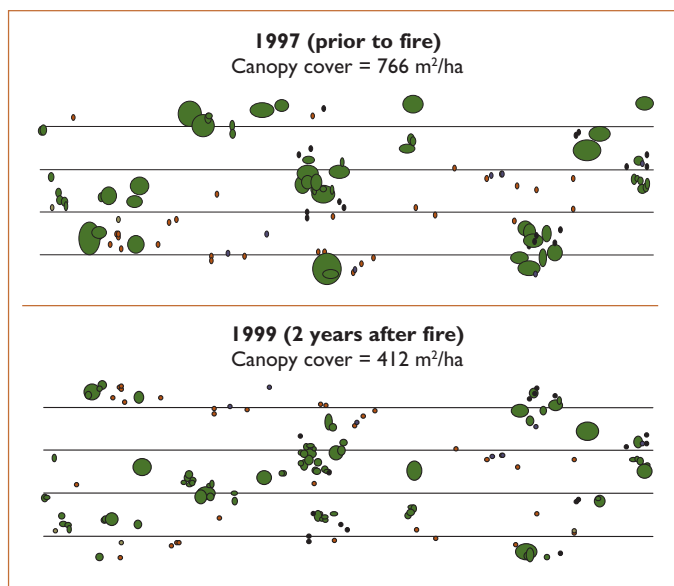 1997 (prior to fire)
Canopy cover = 766 m²/ha
1999 (2 years after fire)
Canopy cover = 412 m²/ha